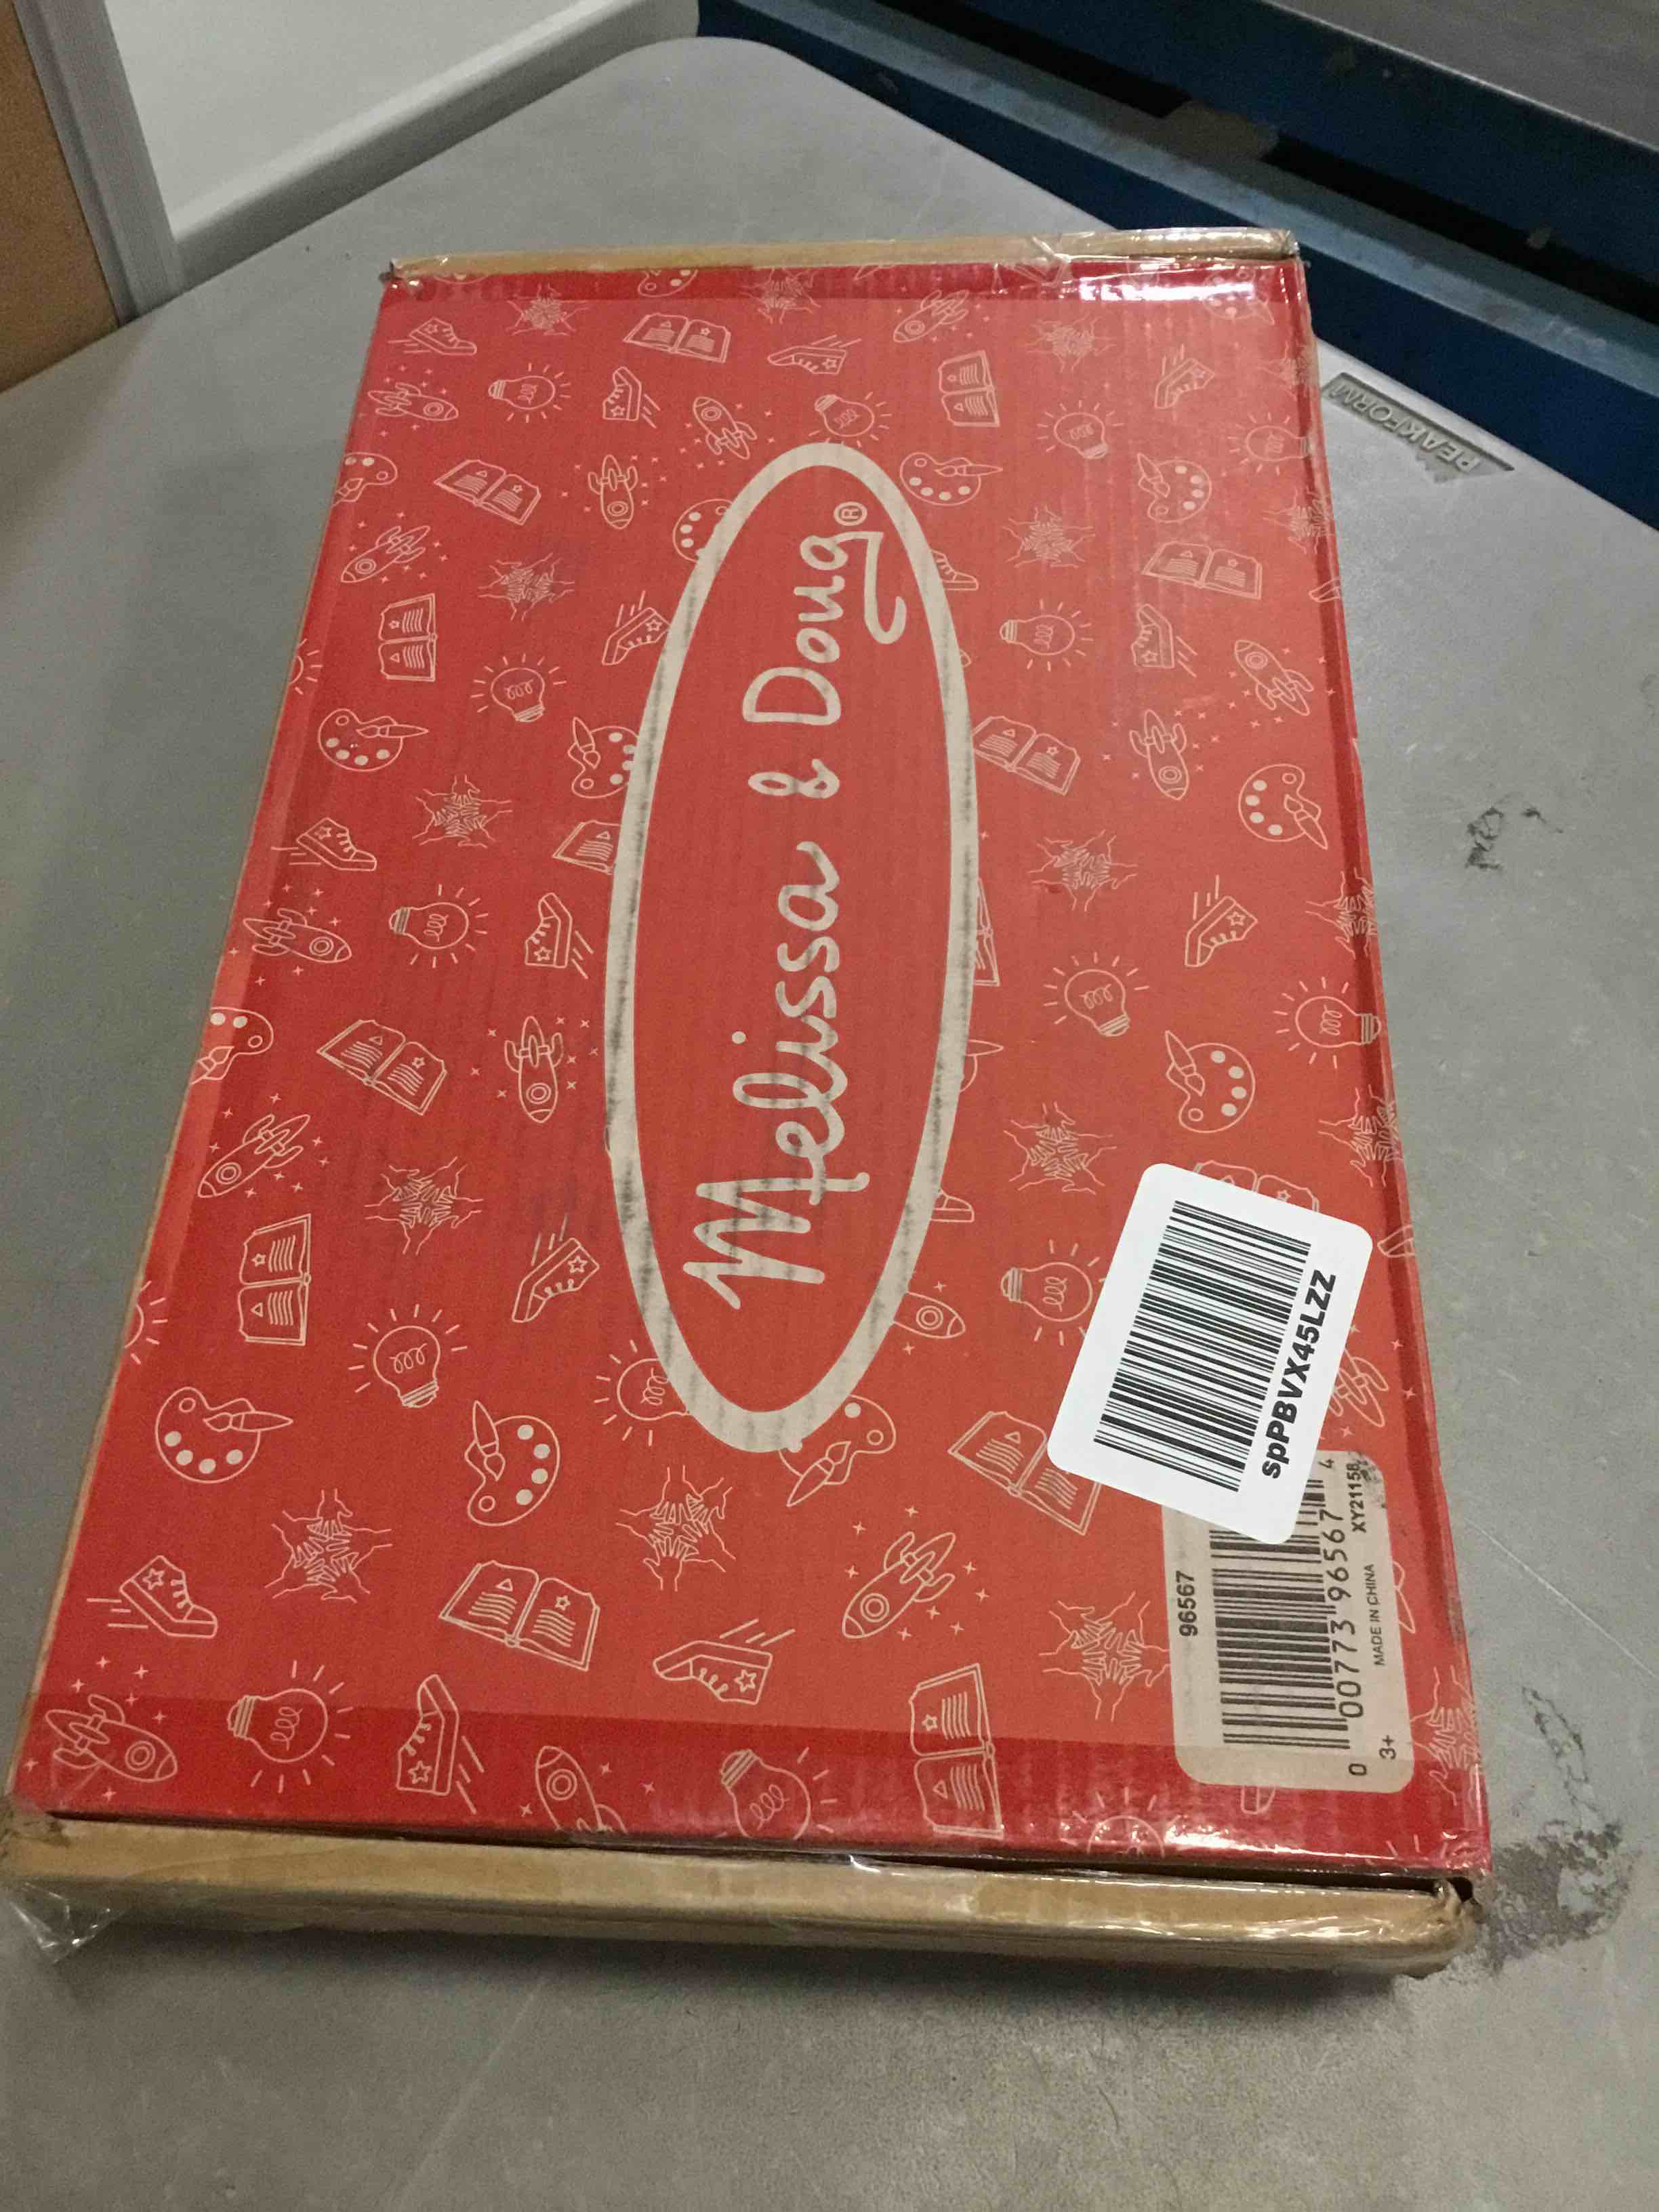 Melissa & Doug®
spPBVX45LZZ
96567
0 00773 96567 4
3+ MADE IN CHINA XY21158
PEAKFORM